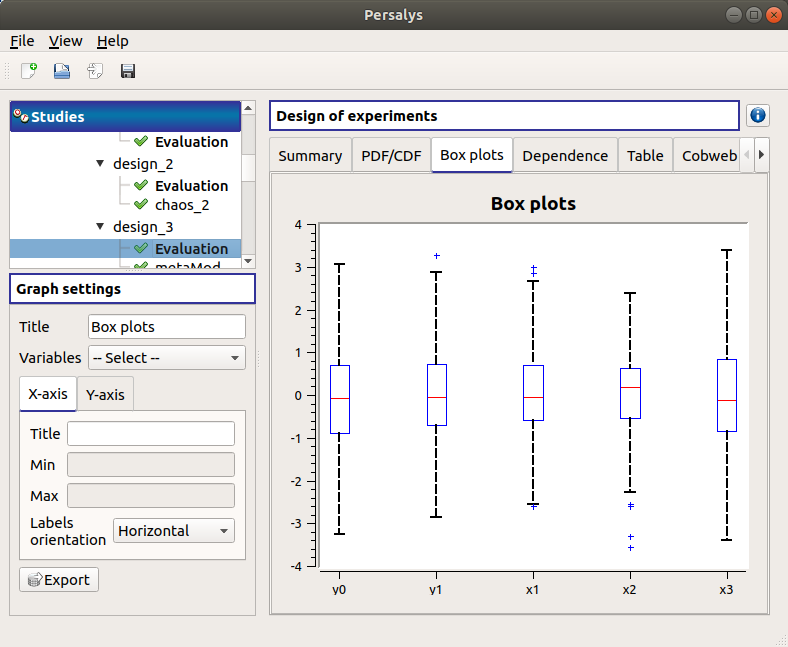 Persalys
File View Help
Studies
Evaluation
design_2
Evaluation
chaos_2
design_3
Evaluation
metaMod
Graph settings
Title Box plots
Variables -- Select --
X-axis Y-axis
Title
Min
Max
Labels
orientation Horizontal
Export
Design of experiments
Summary PDF/CDF Box plots Dependence Table Cobweb
Box plots
4
3
2
1
0
-1
-2
-3
-4
y0 y1 x1 x2 x3